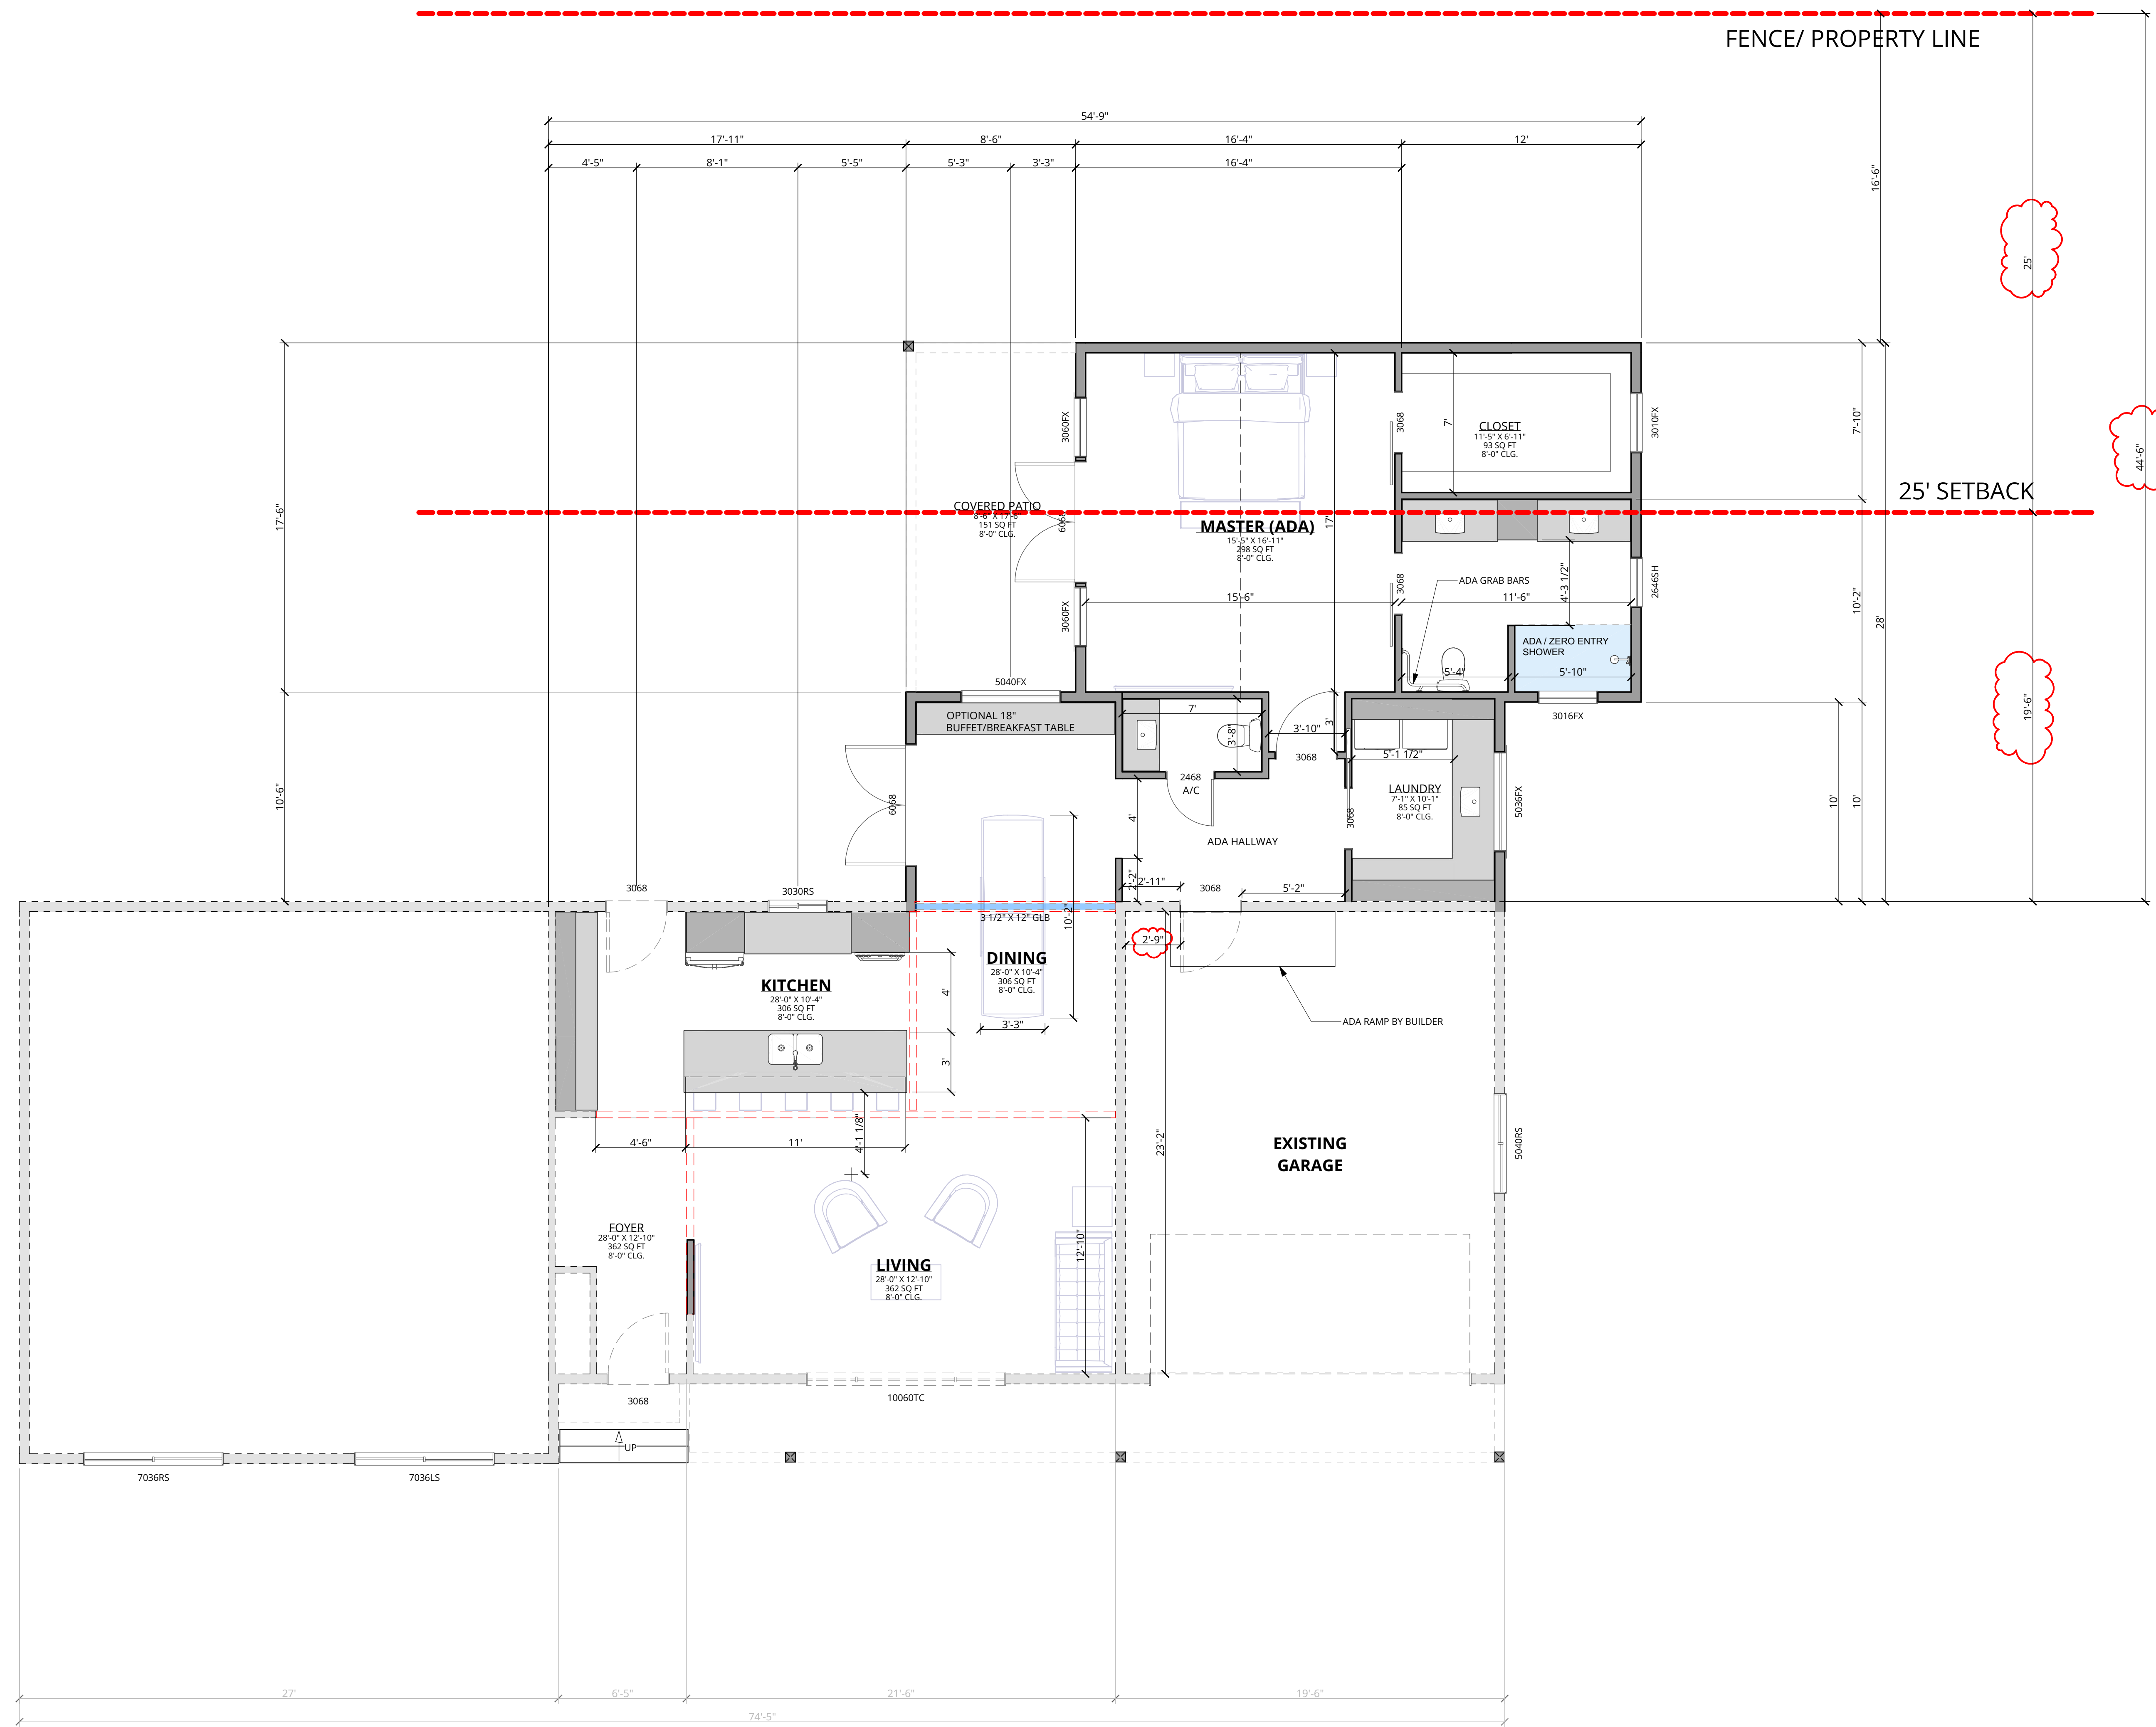 FENCE/ PROPERTY LINE
54'-9"
17'-11"
8'-6"
16'-4"
12'
4'-5"
8'-1"
5'-5"
5'-3"
3'-3"
16'-4"
16'-6"
25'
44'-6"
25' SETBACK
19'-6"
7'-10"
10'-2"
28'
10'
10'
17'-6"
10'-6"
3060FX
6068
3060FX
COVERED PATIO
8'-6" X 17'-6"
151 SQ FT
8'-0" CLG.
MASTER (ADA)
15'-5" X 16'-11"
298 SQ FT
8'-0" CLG.
17'
15'-6"
3068
7'
CLOSET
11'-5" X 6'-11"
93 SQ FT
8'-0" CLG.
3010FX
3068
ADA GRAB BARS
4'-3 1/2"
11'-6"
2646SH
ADA / ZERO ENTRY
SHOWER
5'-4"
5'-10"
3016FX
5040FX
OPTIONAL 18"
BUFFET/BREAKFAST TABLE
7'
3'-8"
3'-10"
3'
3068
2468
A/C
5'-1 1/2"
LAUNDRY
7'-1" X 10'-1"
85 SQ FT
8'-0" CLG.
3068
5036FX
6068
4'
ADA HALLWAY
2'-2"
2'-11"
3068
5'-2"
3068
3030RS
3 1/2" X 12" GLB
10'-2"
2'-9"
DINING
28'-0" X 10'-4"
306 SQ FT
8'-0" CLG.
3'-3"
KITCHEN
28'-0" X 10'-4"
306 SQ FT
8'-0" CLG.
4'
3'
ADA RAMP BY BUILDER
4'-6"
11'
4'-1 1/8"
23'-2"
EXISTING
GARAGE
5040RS
FOYER
28'-0" X 12'-10"
362 SQ FT
8'-0" CLG.
12'-10"
LIVING
28'-0" X 12'-10"
362 SQ FT
8'-0" CLG.
3068
10060TC
UP
7036RS
7036LS
27'
6'-5"
21'-6"
19'-6"
74'-5"